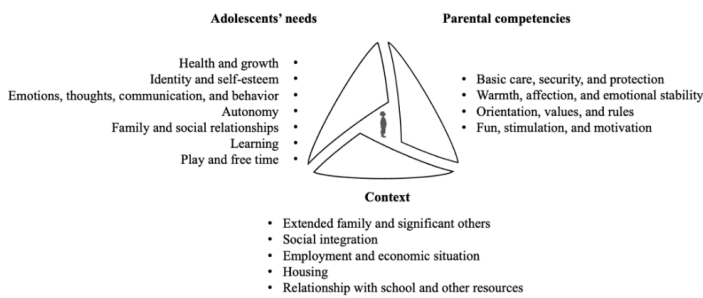 Adolescents' needs
Health and growth •
Identity and self-esteem •
Emotions, thoughts, communication, and behavior •
Autonomy •
Family and social relationships •
Learning •
Play and free time •
Parental competencies
• Basic care, security, and protection
• Warmth, affection, and emotional stability
• Orientation, values, and rules
• Fun, stimulation, and motivation
Context
• Extended family and significant others
• Social integration
• Employment and economic situation
• Housing
• Relationship with school and other resources